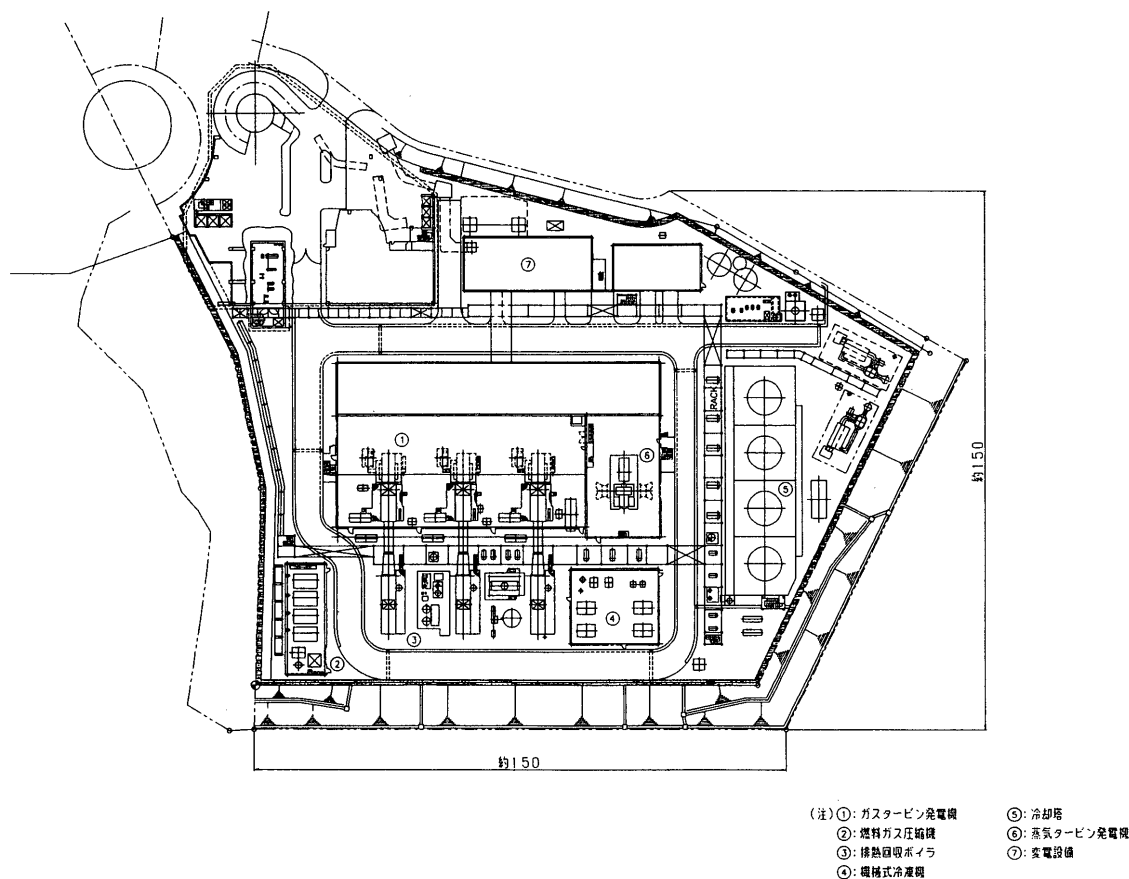 ⑦
RACK
①
⑥
⑤
約150
④
③
②
約150
(注)①: ガスタービン発電機
②: 燃料ガス圧縮機
③: 排熱回収ボイラ
④: 機械式冷凍機
⑤: 冷却塔
⑥: 蒸気タービン発電機
⑦: 変電設備